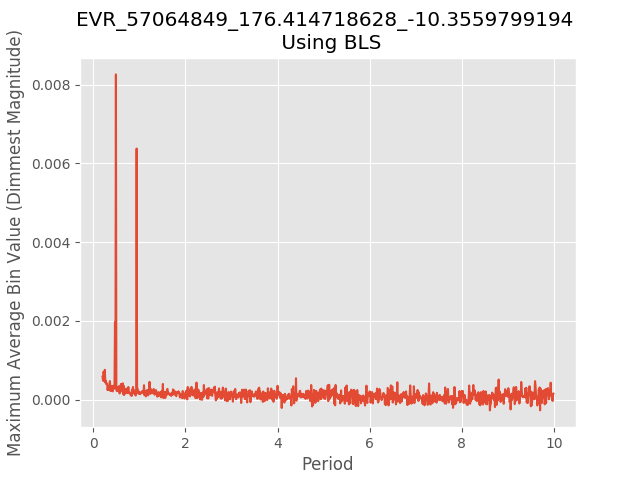 EVR_57064849_176.414718628_-10.3559799194
Using BLS
Maximum Average Bin Value (Dimmest Magnitude)
0.008
0.006
0.004
0.002
0.000
0
2
4
6
8
10
Period